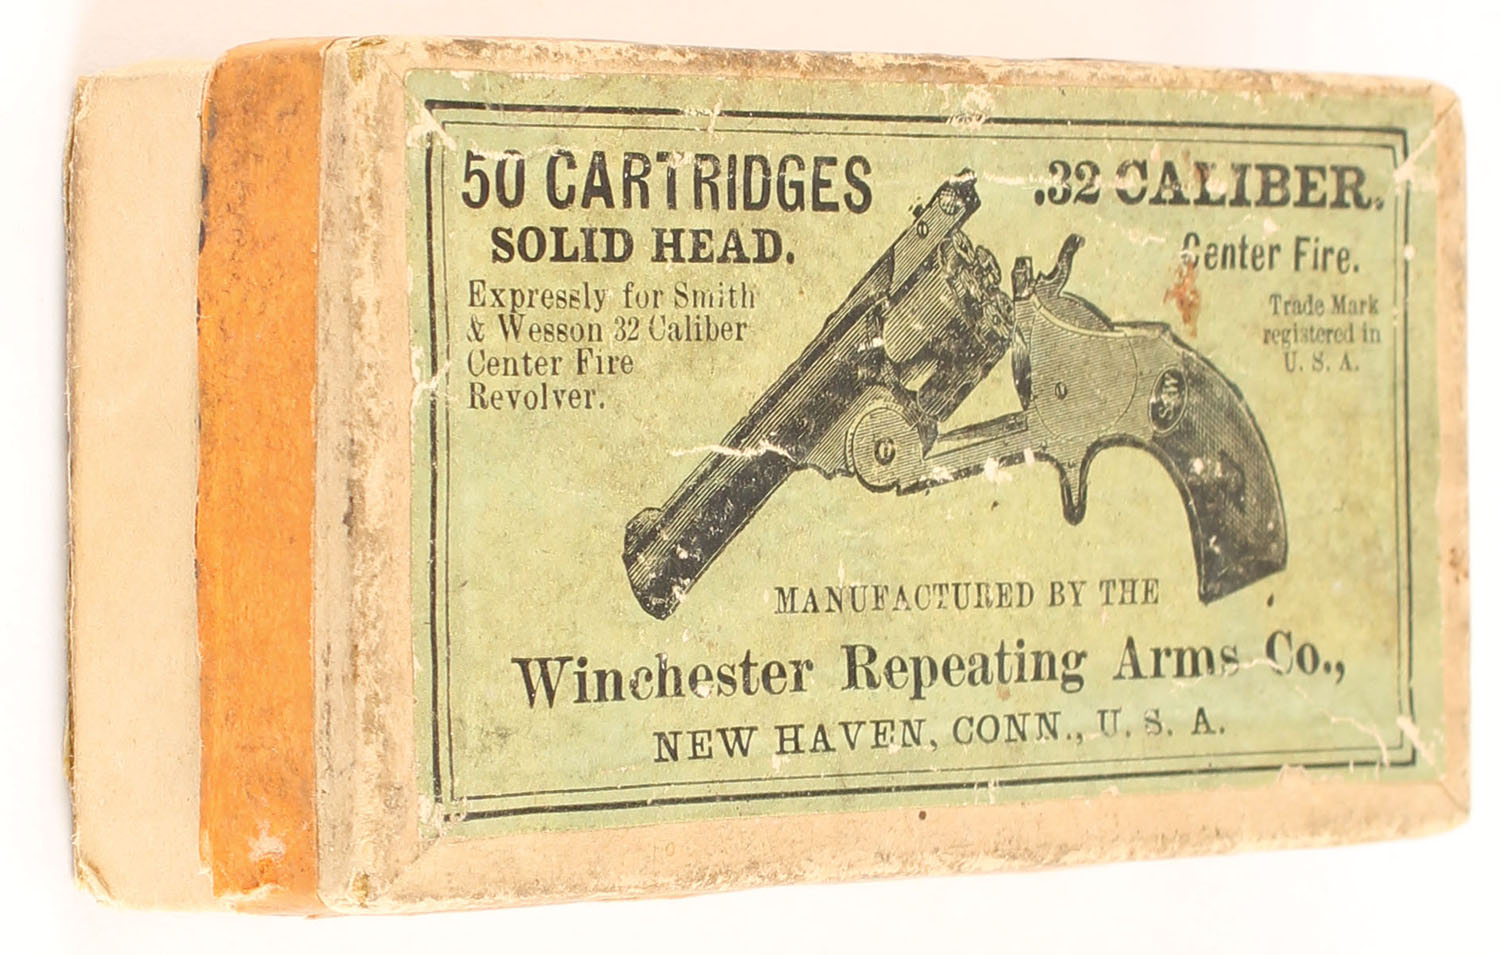 50 CARTRIDGES
SOLID HEAD.
Expressly for Smith
& Wesson 32 Caliber
Center Fire
Revolver.
.32 CALIBER.
Center Fire.
Trade Mark
registered in
U. S. A.
S&W
MANUFACTURED BY THE
Winchester Repeating Arms Co.,
NEW HAVEN, CONN., U. S. A.